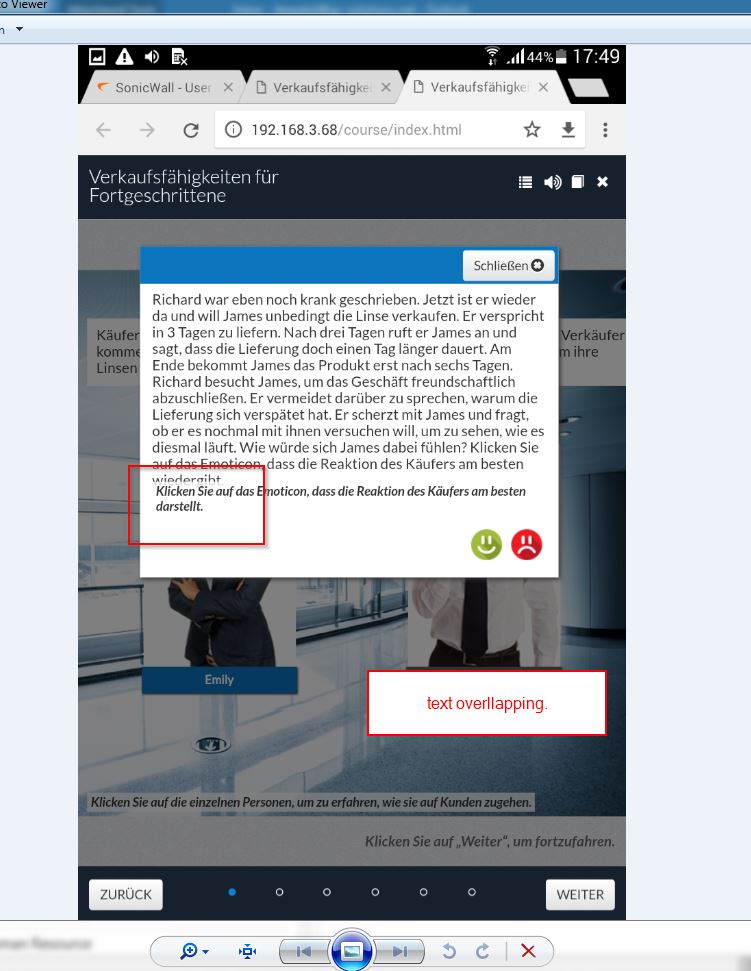 to Viewer
44% 17:49
SonicWall - User Verkaufsfähigkei Verkaufsfähigkei
192.168.3.68/course/index.html
Verkaufsfähigkeiten für
Fortgeschrittene
Schließen
Richard war eben noch krank geschrieben. Jetzt ist er wieder
da und will James unbedingt die Linse verkaufen. Er verspricht
in 3 Tagen zu liefern. Nach drei Tagen ruft er James an und
sagt, dass die Lieferung doch einen Tag länger dauert. Am
Ende bekommt James das Produkt erst nach sechs Tagen.
Richard besucht James, um das Geschäft freundschaftlich
abzuschließen. Er vermeidet darüber zu sprechen, warum die
Lieferung sich verspätet hat. Er scherzt mit James und fragt,
ob er es nochmal mit ihnen versuchen will, um zu sehen, wie es
diesmal läuft. Wie würde sich James dabei fühlen? Klicken Sie
auf das Emoticon, dass die Reaktion des Käufers am besten
wiedergibt.
Klicken Sie auf das Emoticon, dass die Reaktion des Käufers am besten
darstellt.
Käufer Verkäufer
komme m ihre
Linsen
Emily
text overllapping.
Klicken Sie auf die einzelnen Personen, um zu erfahren, wie sie auf Kunden zugehen.
Klicken Sie auf „Weiter“, um fortzufahren.
ZURÜCK WEITER